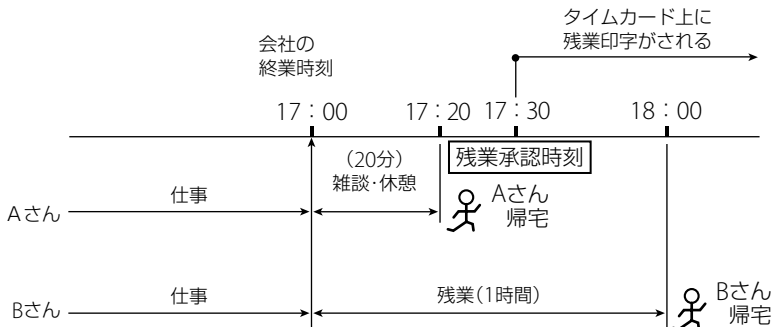 タイムカード上に
残業印字がされる
会社の
終業時刻
17：00
17：20
17：30
18：00
（20分）
雑談・休憩
残業承認時刻
仕事
Aさん
Aさん
帰宅
仕事
残業（1時間）
Bさん
Bさん
帰宅